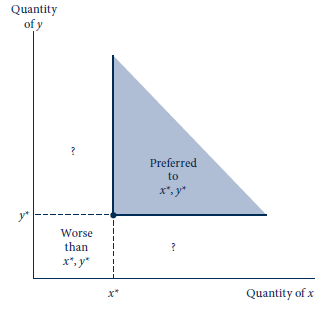 Quantity
of y
?
Preferred
to
x*, y*
y*
Worse
than
x*, y*
?
x*
Quantity of x